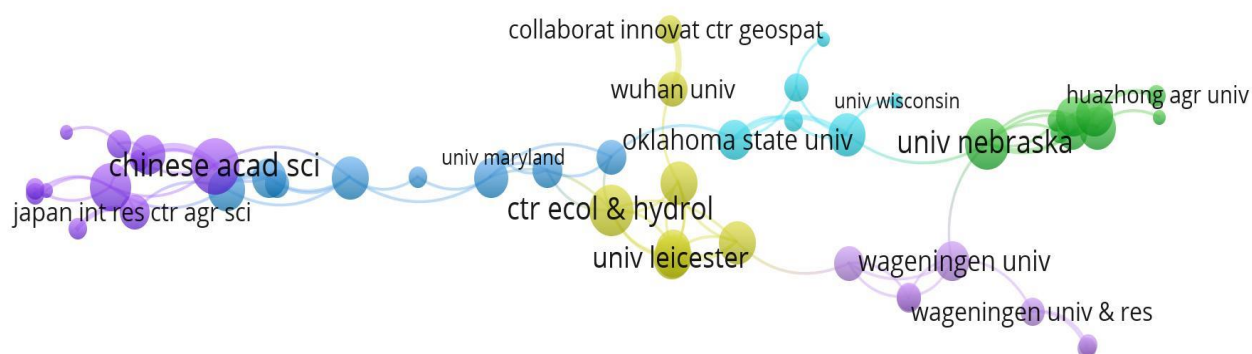 collaborat innovat ctr geospat
wuhan univ
univ wisconsin
huazhong agr univ
oklahoma state univ
univ nebraska
univ maryland
chinese acad sci
japan int res ctr agr sci
ctr ecol & hydrol
univ leicester
wageningen univ
wageningen univ & res